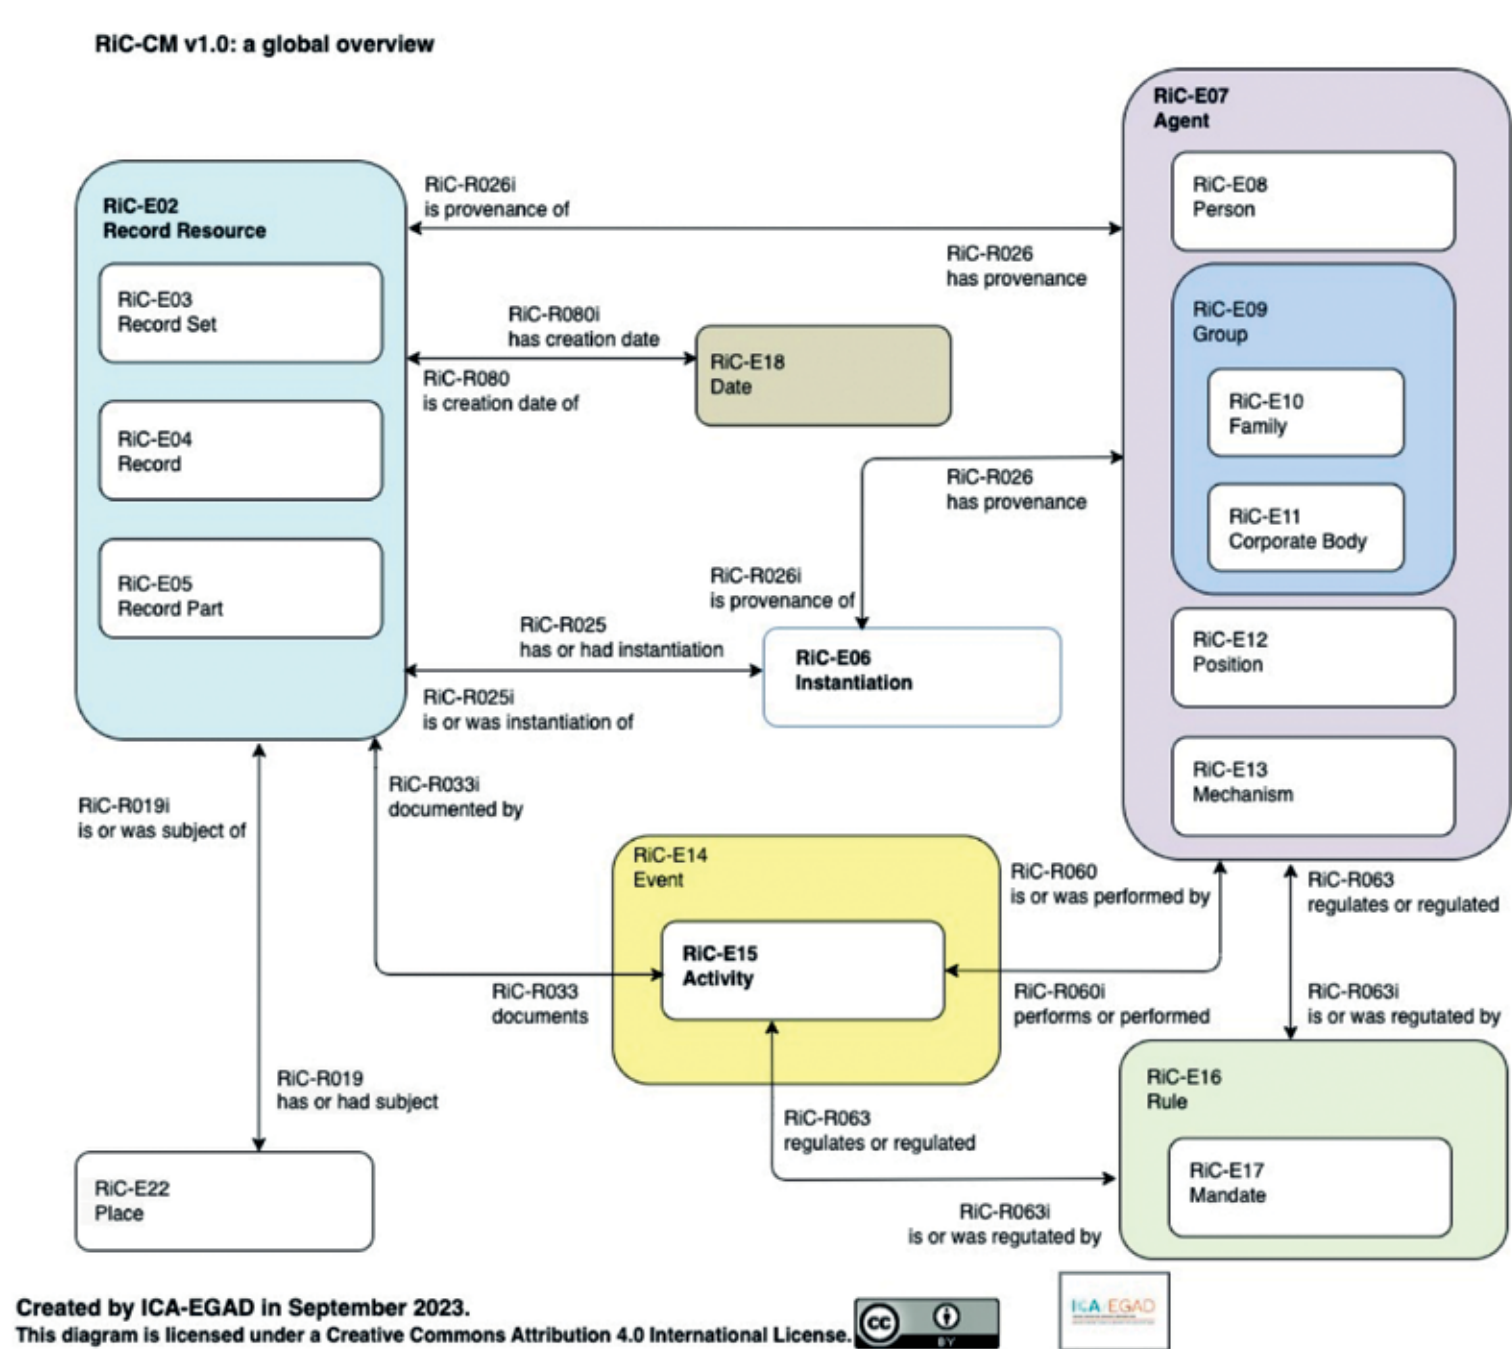 RiC-CM v1.0: a global overview
RiC-E07
Agent
RiC-E08
Person
RiC-E09
Group
RiC-E10
Family
RiC-E11
Corporate Body
RiC-E12
Position
RiC-E13
Mechanism
RiC-E02
Record Resource
RiC-E03
Record Set
RiC-E04
Record
RiC-E05
Record Part
RiC-R026i
is provenance of
RiC-R026
has provenance
RiC-R080i
has creation date
RiC-R080
is creation date of
RiC-E18
Date
RiC-R026
has provenance
RiC-R026i
is provenance of
RiC-R025
has or had instantiation
RiC-R025i
is or was instantiation of
RiC-E06
Instantiation
RiC-R019i
is or was subject of
RiC-R033i
documented by
RiC-E14
Event
RiC-E15
Activity
RiC-R060
is or was performed by
RiC-R063
regulates or regulated
RiC-R033
documents
RiC-R060i
performs or performed
RiC-R063i
is or was regutated by
RiC-R019
has or had subject
RiC-R063
regulates or regulated
RiC-E16
Rule
RiC-E17
Mandate
RiC-R063i
is or was regutated by
RiC-E22
Place
Created by ICA-EGAD in September 2023.
This diagram is licensed under a Creative Commons Attribution 4.0 International License.
cc
BY
ICA/EGAD